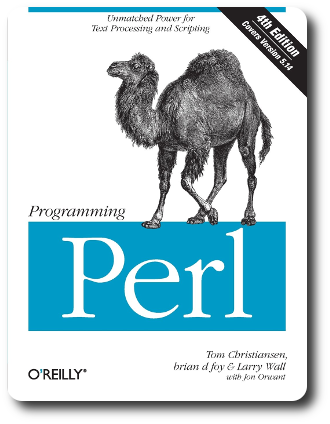 Unmatched Power for
Text Processing and Scripting
4th Edition
Covers Version 5.14
Programming
Perl
Tom Christiansen,
brian d foy & Larry Wall
with Jon Orwant
O'REILLY®